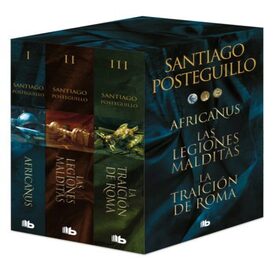 I
SANTIAGO
POSTEGUILLO
AFRICANUS
b
II
SANTIAGO
POSTEGUILLO
LAS
LEGIONES
MALDITAS
b
III
SANTIAGO
POSTEGUILLO
LA
TRAICIÓN
DE ROMA
b
SANTIAGO
POSTEGUILLO
AFRICANUS
LAS LEGIONES
MALDITAS
LA TRAICIÓN
DE ROMA
b